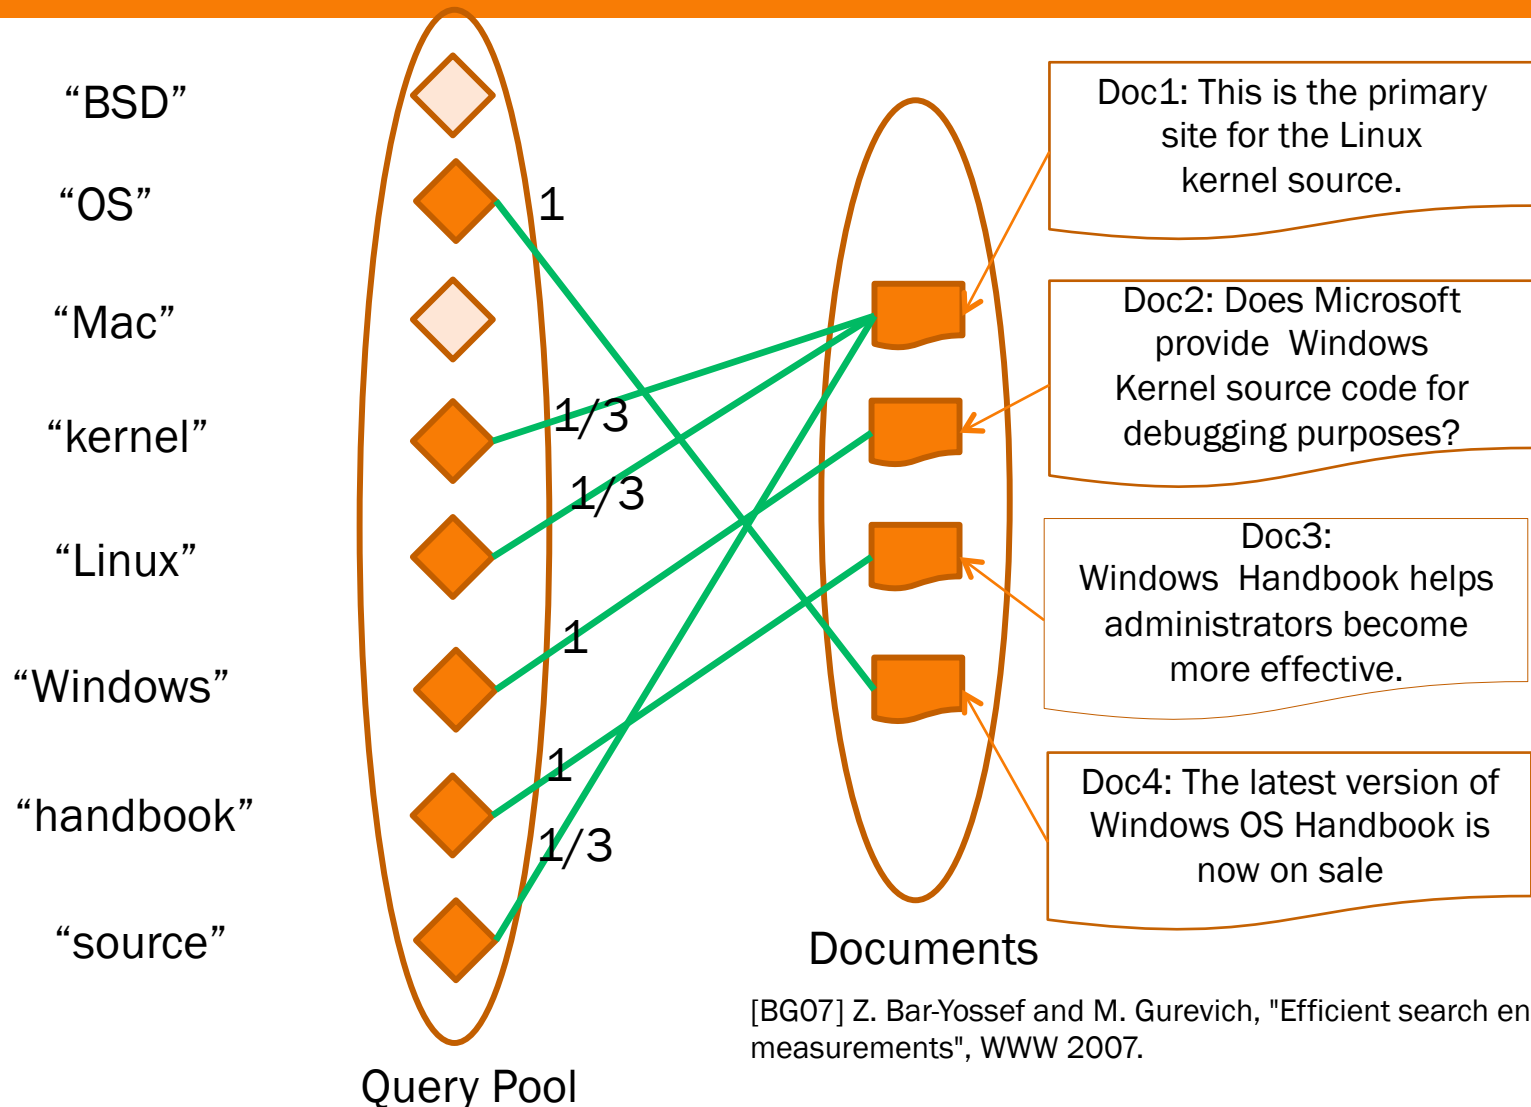 “BSD”
“OS”
“Mac”
“kernel”
“Linux”
“Windows”
“handbook”
“source”
1
1/3
1/3
1
1
1/3
Query Pool
Documents
Doc1: This is the primary
site for the Linux
kernel source.
Doc2: Does Microsoft
provide Windows
Kernel source code for
debugging purposes?
Doc3:
Windows Handbook helps
administrators become
more effective.
Doc4: The latest version of
Windows OS Handbook is
now on sale
[BG07] Z. Bar-Yossef and M. Gurevich, "Efficient search en
measurements", WWW 2007.